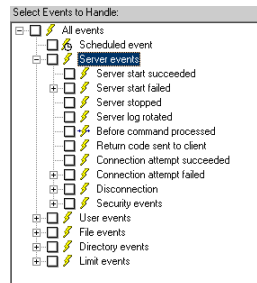 Select Events to Handle:
All events
Scheduled event
Server events
Server start succeeded
Server start failed
Server stopped
Server log rotated
Before command processed
Return code sent to client
Connection attempt succeeded
Connection attempt failed
Disconnection
Security events
User events
File events
Directory events
Limit events